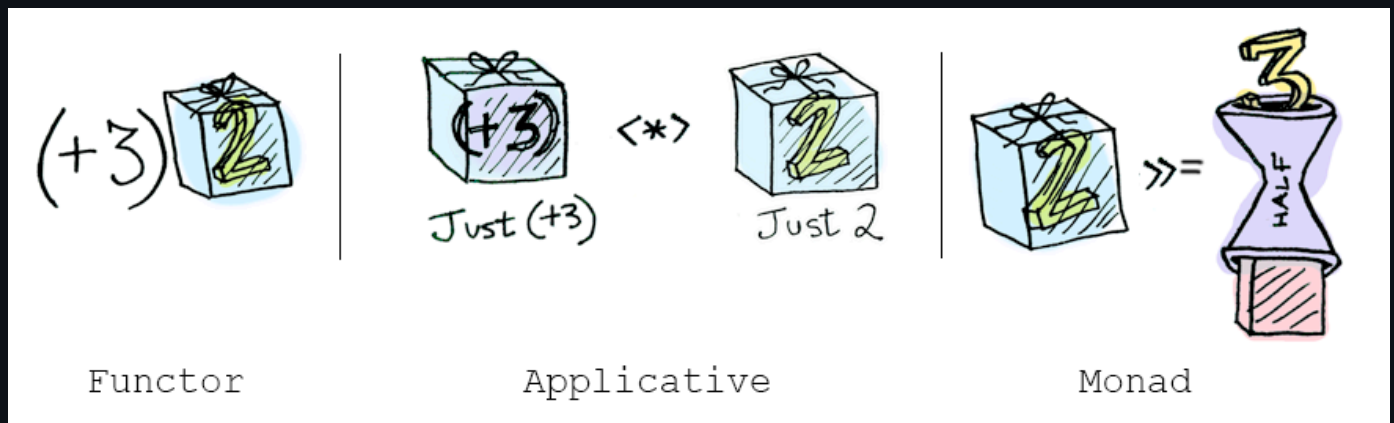 (+3) 2
(+3) <*> 2
Just (+3) Just 2
2 >>= 3
HALF
Functor Applicative Monad